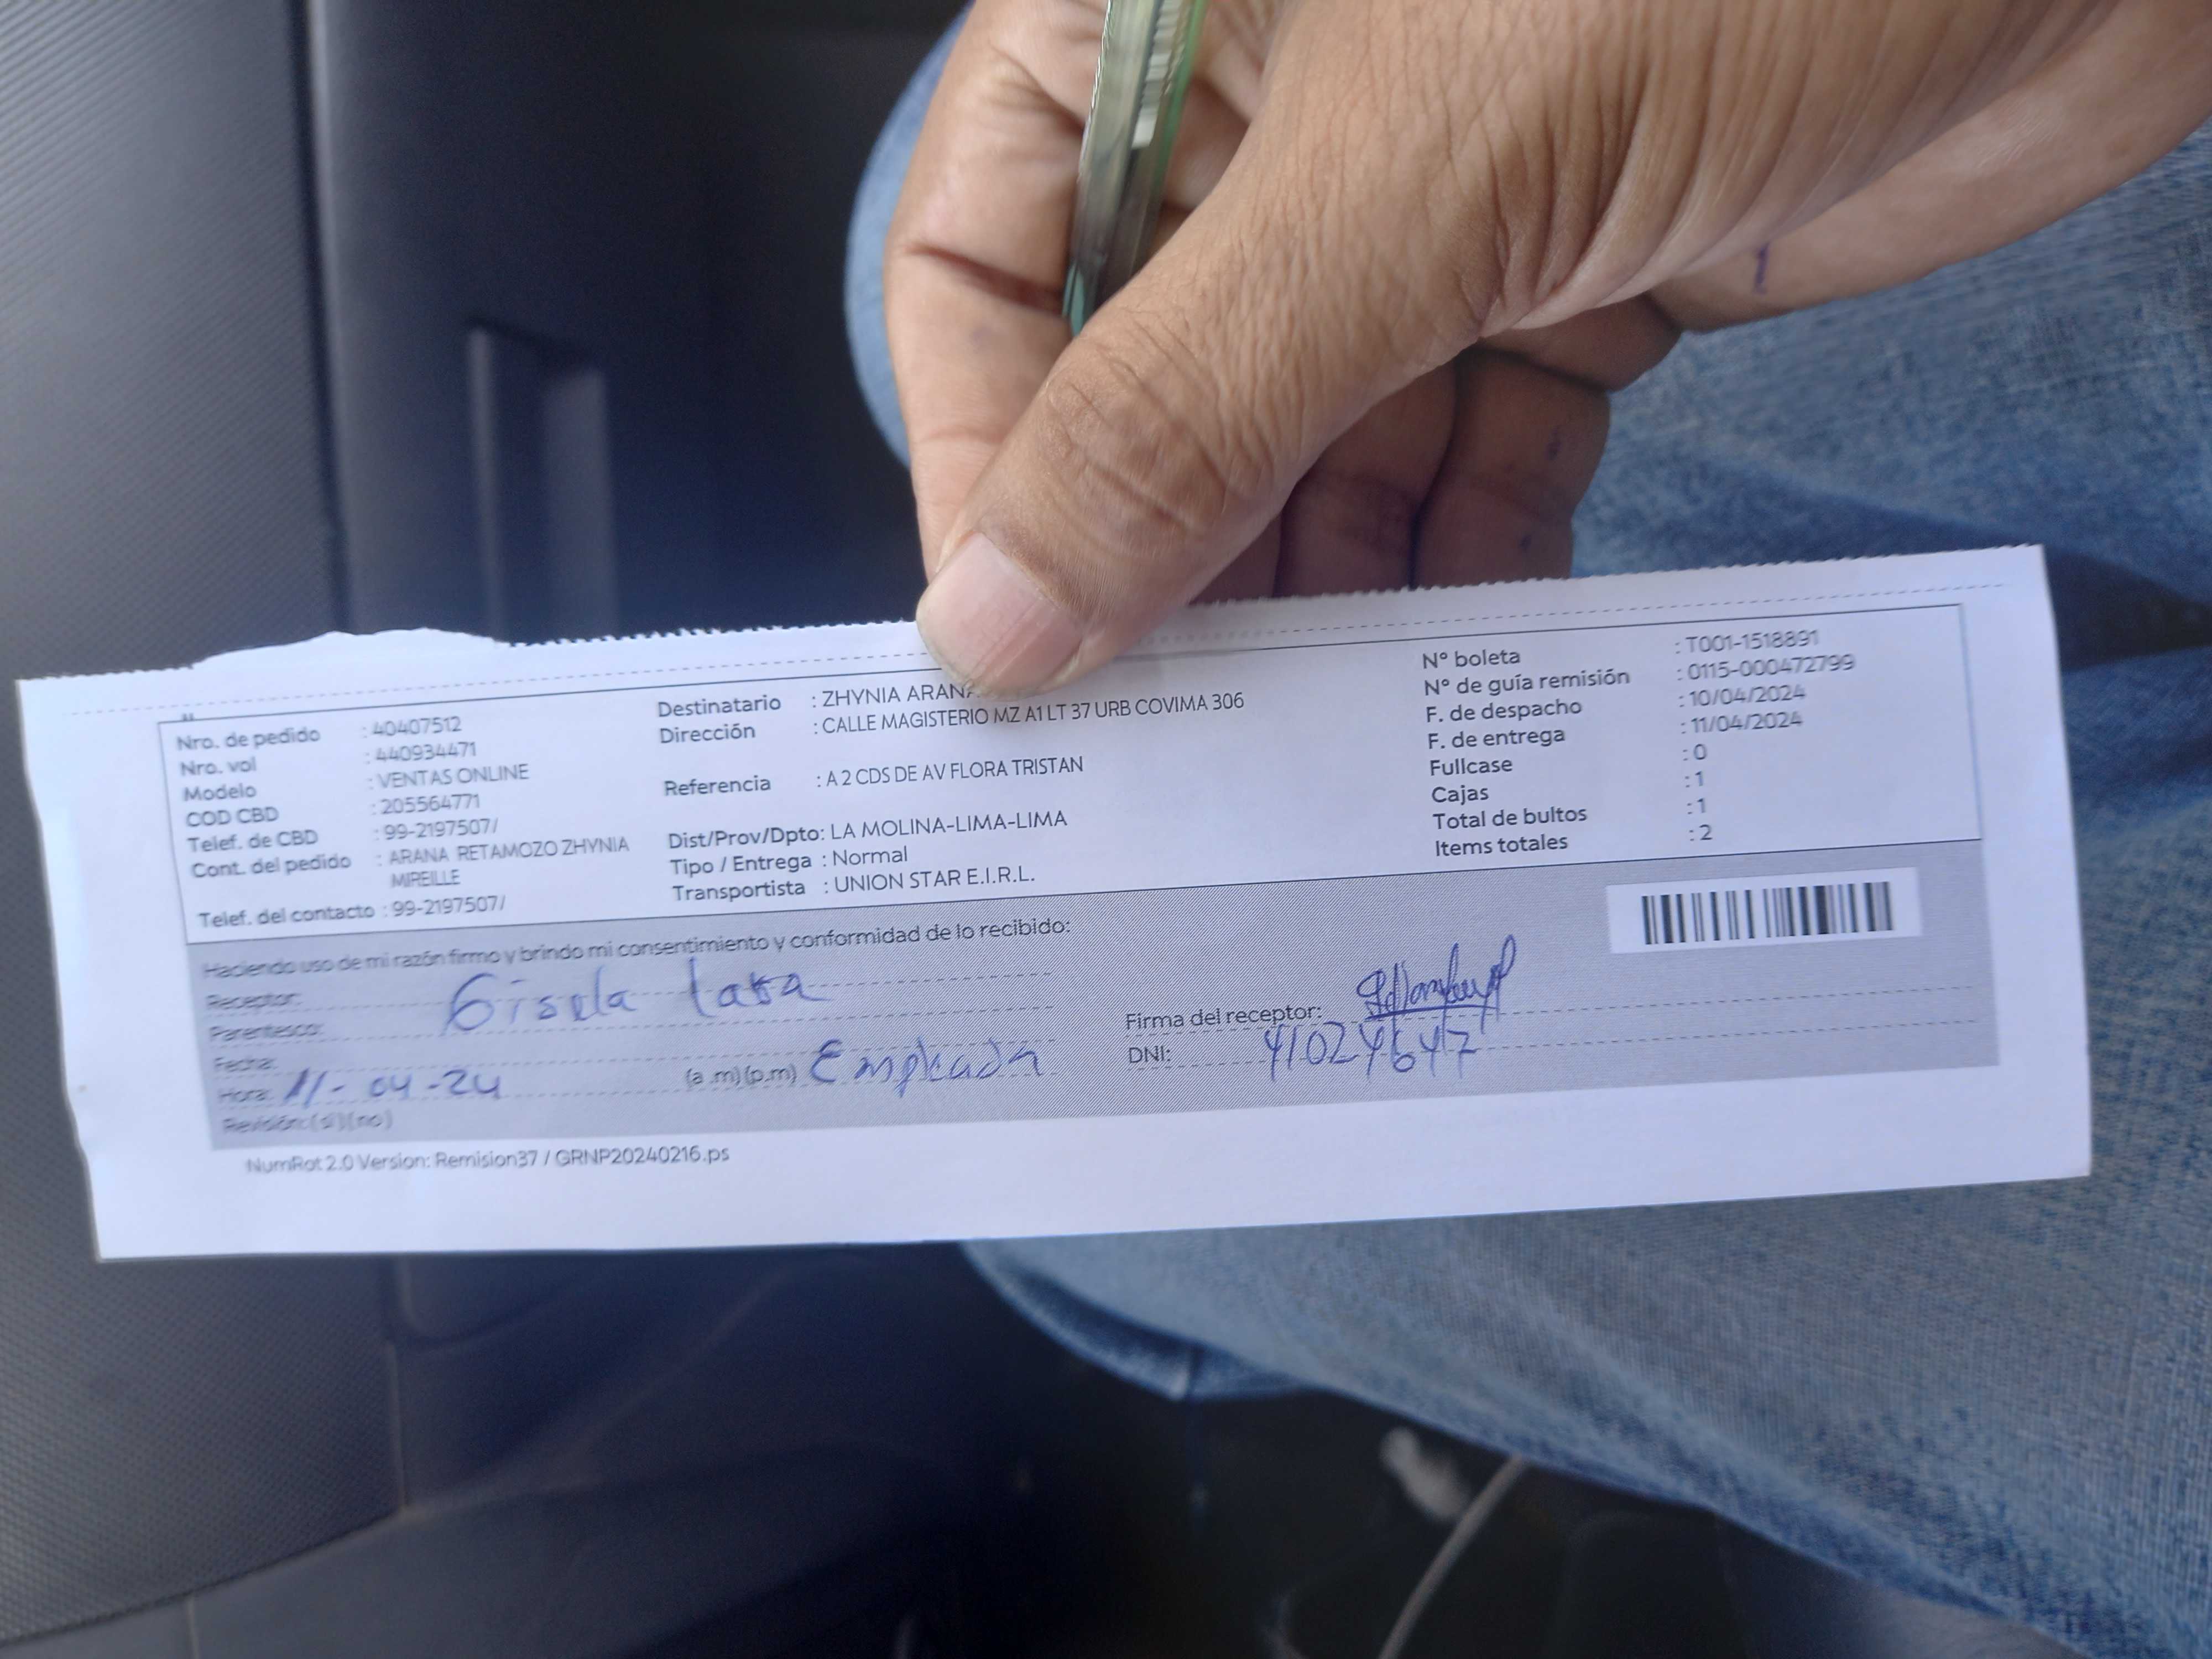 Nro. de pedido : 40407512
Nro. vol : 440934471
Modelo : VENTAS ONLINE
COD CBD : 205564771
Telef. de CBD : 99-2197507/
Cont. del pedido : ARANA RETAMOZO ZHYNIA
MIREILLE
Telef. del contacto : 99-2197507/
Destinatario : ZHYNIA ARANA
Dirección : CALLE MAGISTERIO MZ A1 LT 37 URB COVIMA 306
Referencia : A 2 CDS DE AV FLORA TRISTAN
Dist/Prov/Dpto: LA MOLINA-LIMA-LIMA
Tipo / Entrega : Normal
Transportista : UNION STAR E.I.R.L.
N° boleta : T001-1518891
N° de guía remisión : 0115-000472799
F. de despacho : 10/04/2024
F. de entrega : 11/04/2024
Fullcase : 0
Cajas : 1
Total de bultos : 1
Items totales : 2
Haciendo uso de mi razón firmo y brindo mi consentimiento y conformidad de lo recibido:
Receptor: Gisela
Parentesco:
Fecha:
Hora: 11-04-24 (a .m)(p.m) Empleada
Revisión: (si)(no)
Firma del receptor:
DNI: 41024647
NumRot 2.0 Version: Remision37 / GRNP20240216.ps